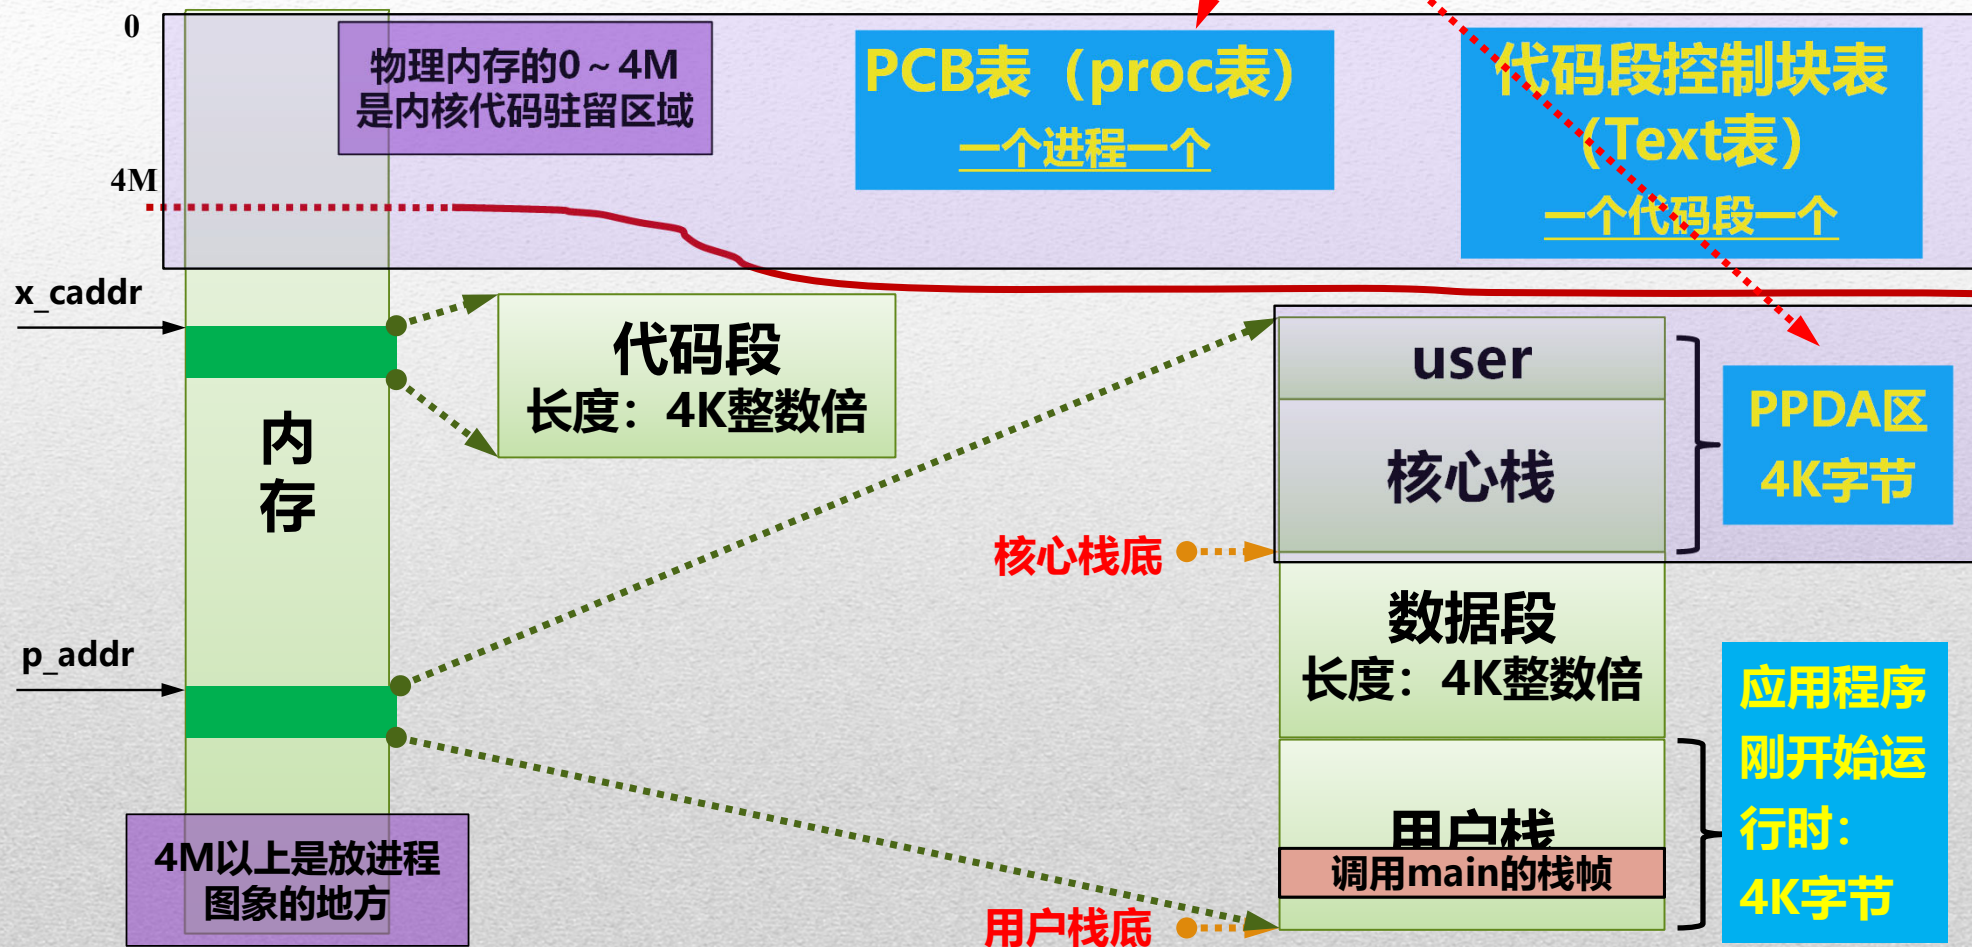 0
物理内存的0～4M
是内核代码驻留区域
PCB表（proc表）
一个进程一个
代码段控制块表
（Text表）
一个代码段一个
4M
x_caddr
代码段
长度：4K整数倍
内
存
user
核心栈
PPDA区
4K字节
核心栈底
数据段
长度：4K整数倍
p_addr
应用程序
刚开始运
行时：
4K字节
用户栈
调用main的栈帧
用户栈底
4M以上是放进程
图象的地方